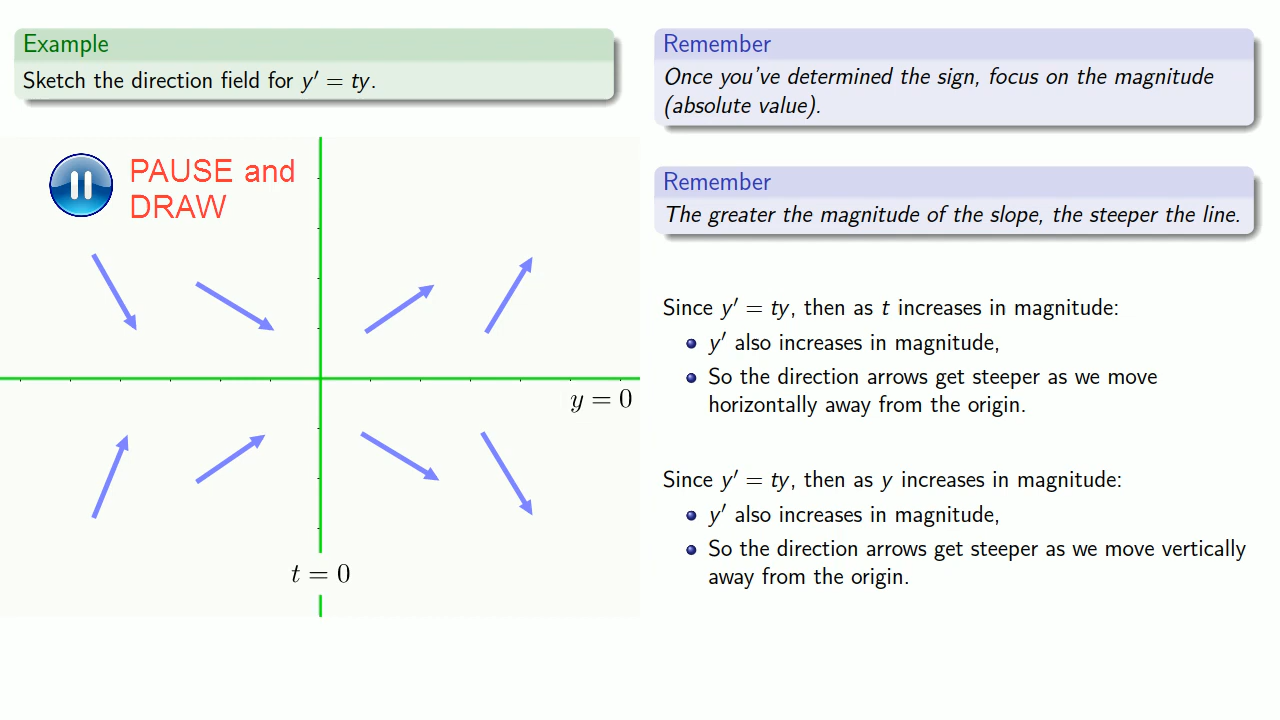 Example
Sketch the direction field for y′ = ty.
PAUSE and
DRAW
y = 0
t = 0
Remember
Once you've determined the sign, focus on the magnitude
(absolute value).
Remember
The greater the magnitude of the slope, the steeper the line.
Since y′ = ty, then as t increases in magnitude:
y′ also increases in magnitude,
So the direction arrows get steeper as we move
horizontally away from the origin.
Since y′ = ty, then as y increases in magnitude:
y′ also increases in magnitude,
So the direction arrows get steeper as we move vertically
away from the origin.